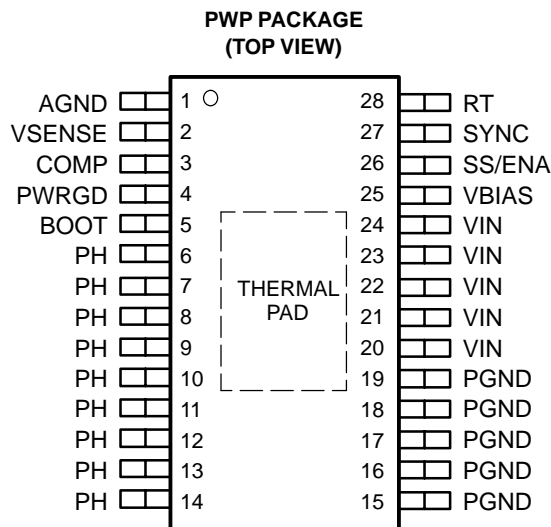 PWP PACKAGE
(TOP VIEW)
AGND 1 28 RT
VSENSE 2 27 SYNC
COMP 3 26 SS/ENA
PWRGD 4 25 VBIAS
BOOT 5 24 VIN
PH 6 23 VIN
PH 7 22 VIN
PH 8 21 VIN
PH 9 20 VIN
PH 10 19 PGND
PH 11 18 PGND
PH 12 17 PGND
PH 13 16 PGND
PH 14 15 PGND
THERMAL
PAD